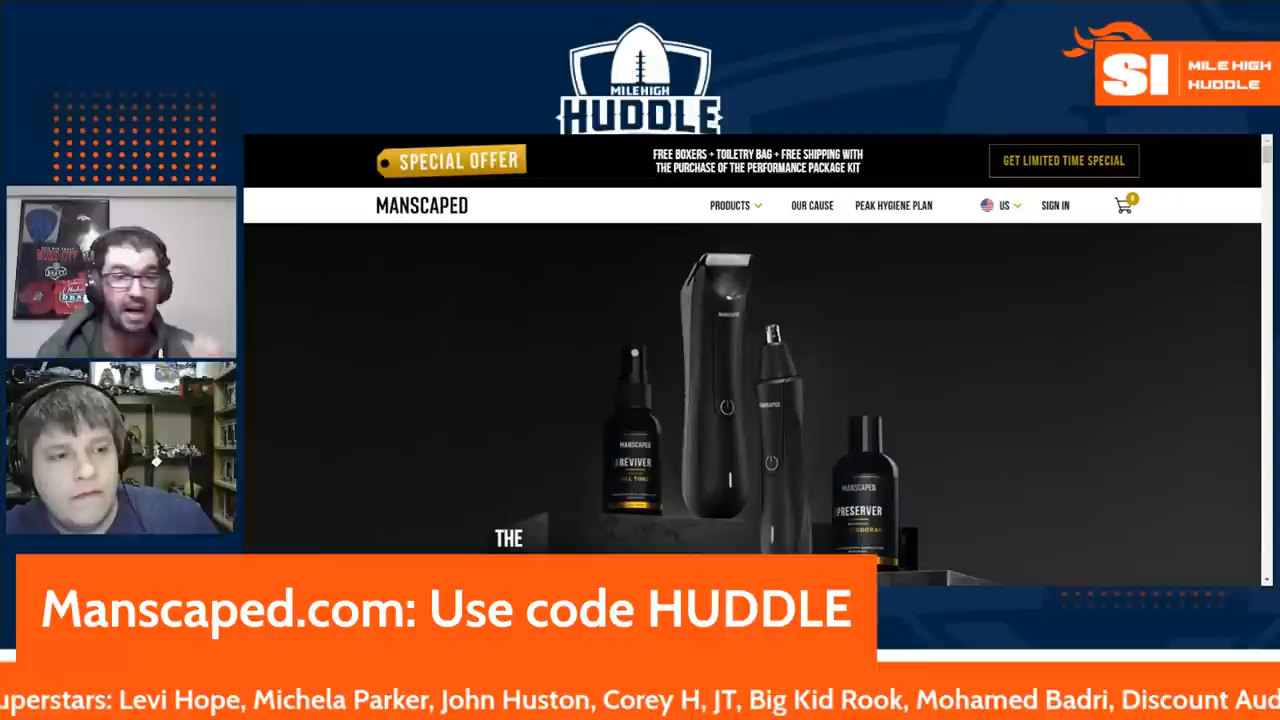 MILE HIGH
HUDDLE
SI
MILE HIGH
HUDDLE
SPECIAL OFFER
FREE BOXERS + TOILETRY BAG + FREE SHIPPING WITH
THE PURCHASE OF THE PERFORMANCE PACKAGE KIT
GET LIMITED TIME SPECIAL
MANSCAPED
PRODUCTS
OUR CAUSE
PEAK HYGIENE PLAN
US
SIGN IN
MANSCAPED
MANSCAPED
MANSCAPED
REVIVER
MANSCAPED
PRESERVER
THE
DRAFT
Manscaped.com: Use code HUDDLE
uperstars: Levi Hope, Michela Parker, John Huston, Corey H, JT, Big Kid Rook, Mohamed Badri, Discount Aud